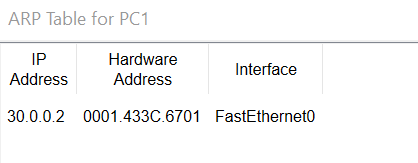 ARP Table for PC1
IP Address
Hardware Address
Interface
30.0.0.2 0001.433C.6701 FastEthernet0